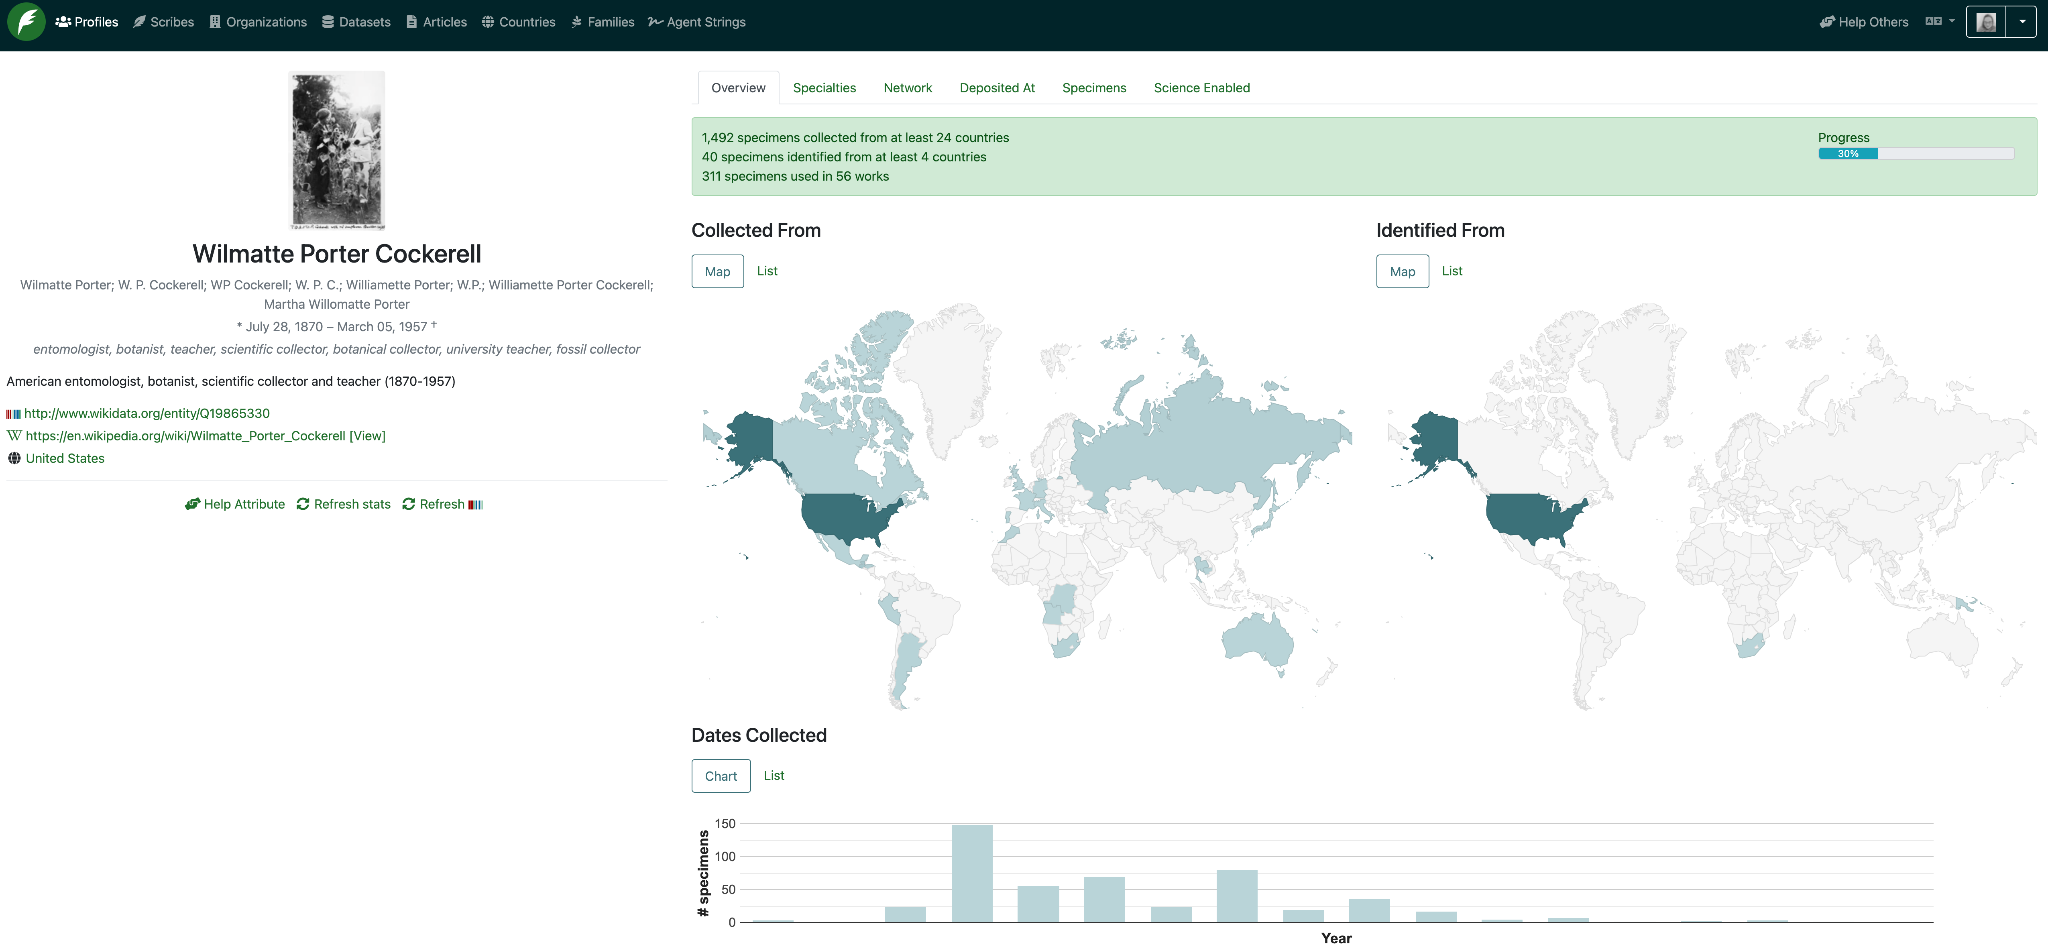 Profiles Scribes Organizations Datasets Articles Countries Families Agent Strings Help Others
Wilmatte Porter Cockerell
Wilmatte Porter; W. P. Cockerell; WP Cockerell; W. P. C.; Williamette Porter; W.P.; Williamette Porter Cockerell;
Martha Willomatte Porter
* July 28, 1870 – March 05, 1957 †
entomologist, botanist, teacher, scientific collector, botanical collector, university teacher, fossil collector
American entomologist, botanist, scientific collector and teacher (1870-1957)
http://www.wikidata.org/entity/Q19865330
https://en.wikipedia.org/wiki/Wilmatte_Porter_Cockerell [View]
United States
Help Attribute Refresh stats Refresh
Overview Specialties Network Deposited At Specimens Science Enabled
1,492 specimens collected from at least 24 countries
40 specimens identified from at least 4 countries
311 specimens used in 56 works
Progress
30%
Collected From
Map List
Identified From
Map List
Dates Collected
Chart List
# specimens
150
100
50
0
Year